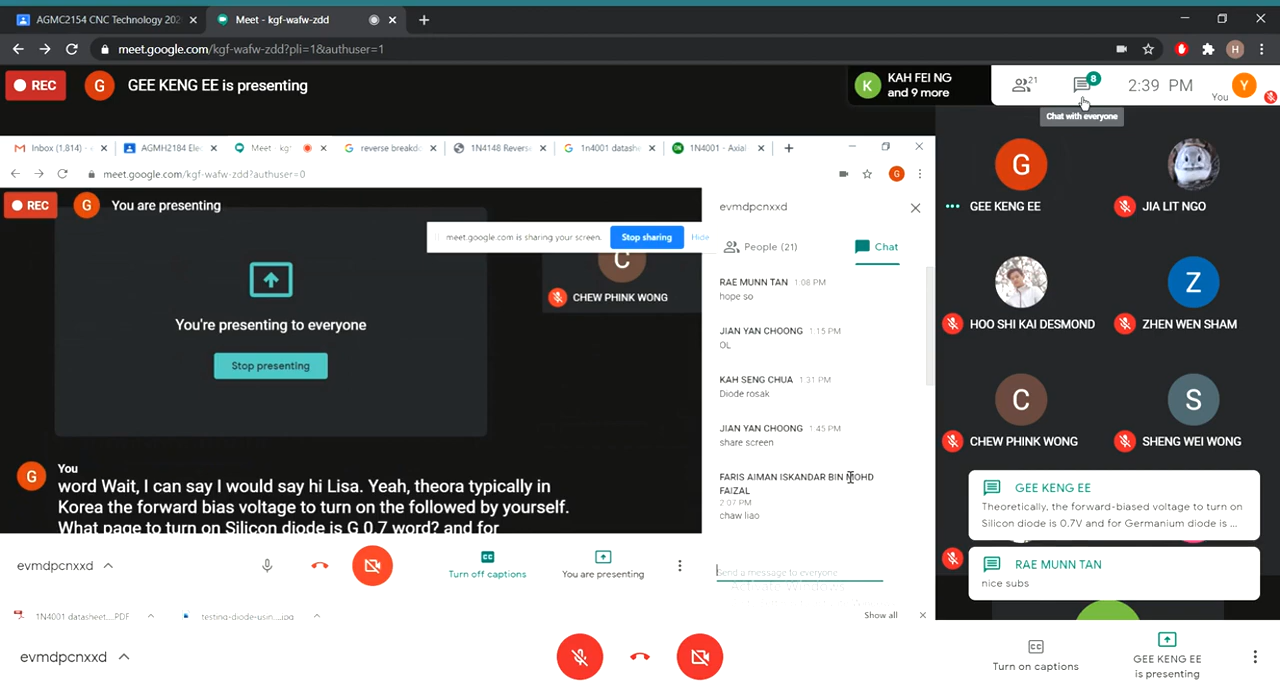 AGMC2154 CNC Technology 202
Meet - kgf-wafw-zdd
meet.google.com/kgf-wafw-zdd?pli=1&authuser=1
H
REC
G
GEE KENG EE is presenting
K
KAH FEI NG
and 9 more
21
8
2:39 PM
You
Y
Chat with everyone
Inbox (1,814) - e
AGMH2184 Ele
Meet - kg
reverse breakd
1N4148 Revers
1n4001 datash
1N4001 - Axial
meet.google.com/kgf-wafw-zdd?authuser=0
G
REC
G
You are presenting
meet.google.com is sharing your screen.
Stop sharing
Hide
C
CHEW PHINK WONG
You're presenting to everyone
Stop presenting
G
You
word Wait, I can say I would say hi Lisa. Yeah, theora typically in
Korea the forward bias voltage to turn on the followed by yourself.
What page to turn on Silicon diode is G 0.7 word? and for
evmdpcnxxd
People (21)
Chat
RAE MUNN TAN 1:08 PM
hope so
JIAN YAN CHOONG 1:15 PM
OL
KAH SENG CHUA 1:31 PM
Diode rosak
JIAN YAN CHOONG 1:45 PM
share screen
FARIS AIMAN ISKANDAR BIN MOHD
FAIZAL
2:07 PM
chaw liao
Send a message to everyone
Activate Windows
evmdpcnxxd
CC
Turn off captions
You are presenting
1N4001 datasheet....PDF
testing-diode-usin....jpg
Show all
G
GEE KENG EE
JIA LIT NGO
HOO SHI KAI DESMOND
Z
ZHEN WEN SHAM
C
CHEW PHINK WONG
S
SHENG WEI WONG
GEE KENG EE
Theoretically, the forward-biased voltage to turn on
Silicon diode is 0.7V and for Germanium diode is ...
RAE MUNN TAN
nice subs
evmdpcnxxd
CC
Turn on captions
GEE KENG EE
is presenting